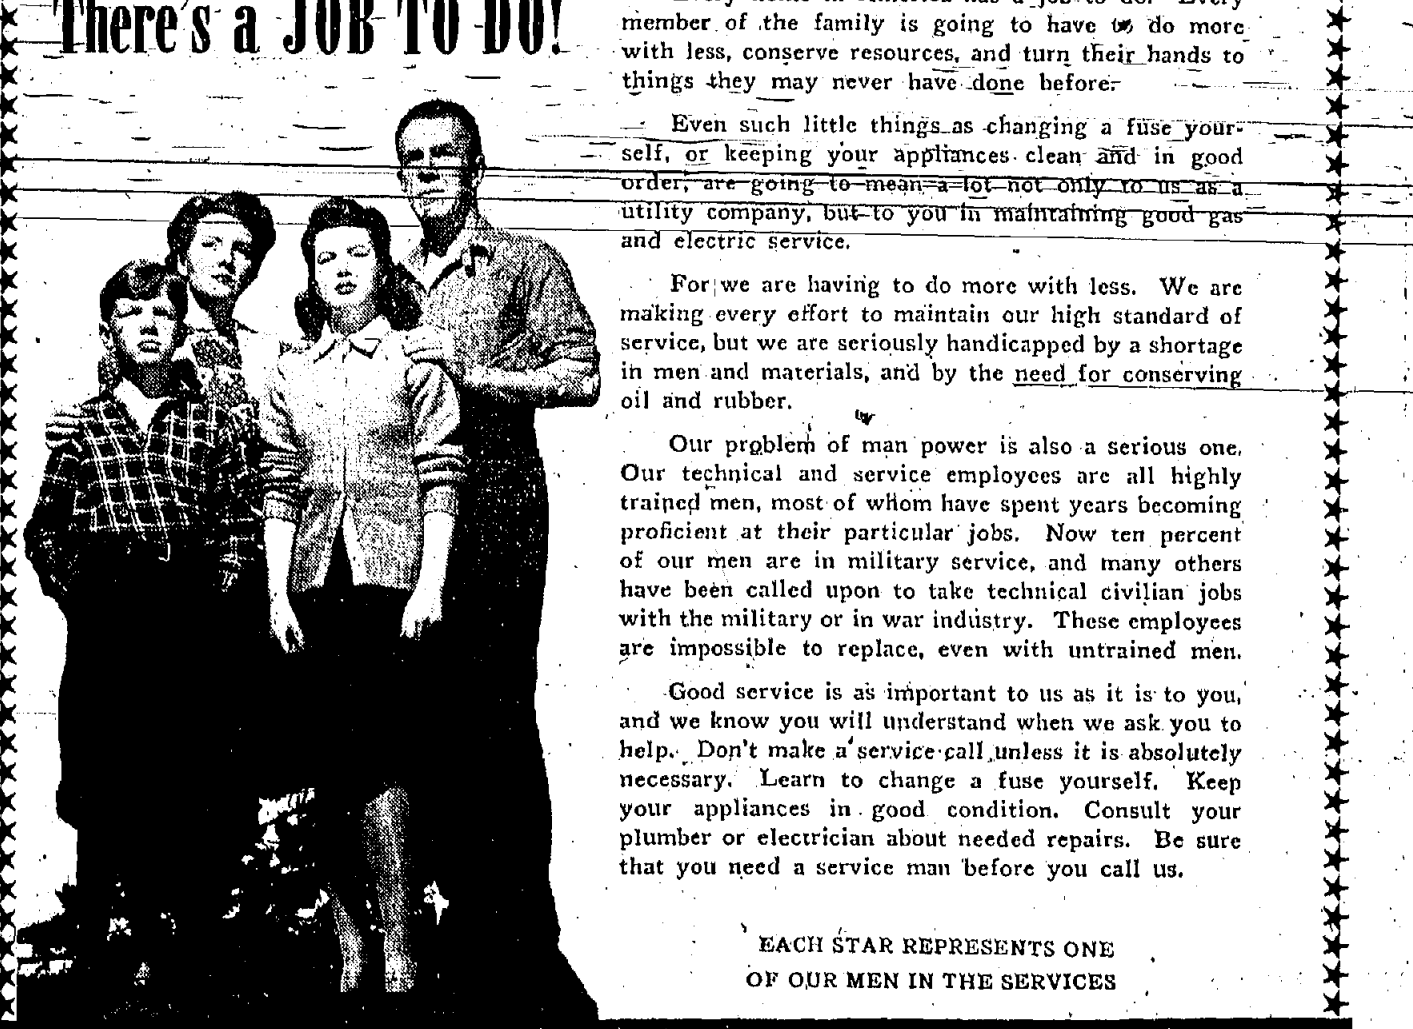 There's a JOB TO DO!
Every home in America has a job to do. Every
member of the family is going to have to do more
with less, conserve resources, and turn their hands to
things they may never have done before.
Even such little things as changing a fuse your-
self, or keeping your appliances clean and in good
order, are going to mean a lot not only to us as a
utility company, but to you in maintaining good gas
and electric service.
For we are having to do more with less. We are
making every effort to maintain our high standard of
service, but we are seriously handicapped by a shortage
in men and materials, and by the need for conserving
oil and rubber.
Our problem of man power is also a serious one.
Our technical and service employees are all highly
trained men, most of whom have spent years becoming
proficient at their particular jobs. Now ten percent
of our men are in military service, and many others
have been called upon to take technical civilian jobs
with the military or in war industry. These employees
are impossible to replace, even with untrained men.
Good service is as important to us as it is to you,
and we know you will understand when we ask you to
help. Don't make a service call unless it is absolutely
necessary. Learn to change a fuse yourself. Keep
your appliances in good condition. Consult your
plumber or electrician about needed repairs. Be sure
that you need a service man before you call us.
EACH STAR REPRESENTS ONE
OF OUR MEN IN THE SERVICES